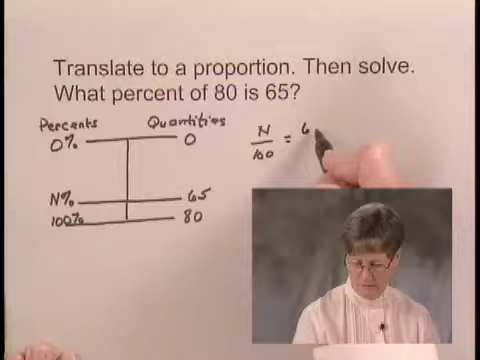 Translate to a proportion. Then solve.
What percent of 80 is 65?
Percents Quantities
0% 0
N% 65
100% 80
N/100 = 6